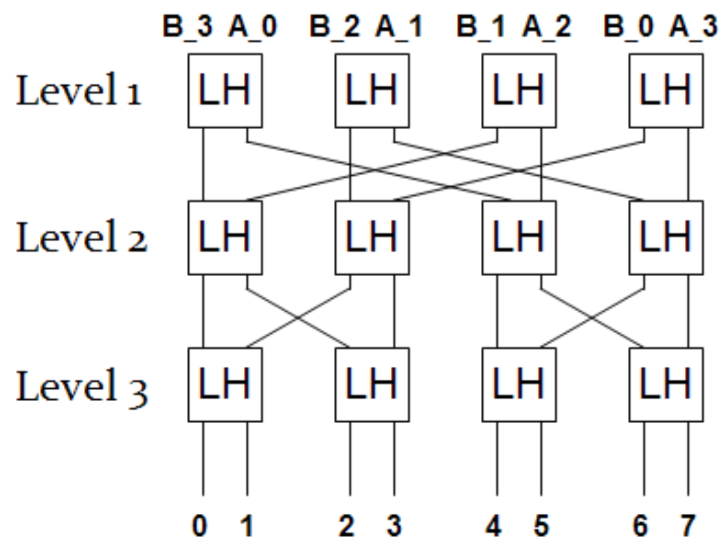 B_3 A_0 B_2 A_1 B_1 A_2 B_0 A_3
Level 1 LH LH LH LH
Level 2 LH LH LH LH
Level 3 LH LH LH LH
0 1 2 3 4 5 6 7